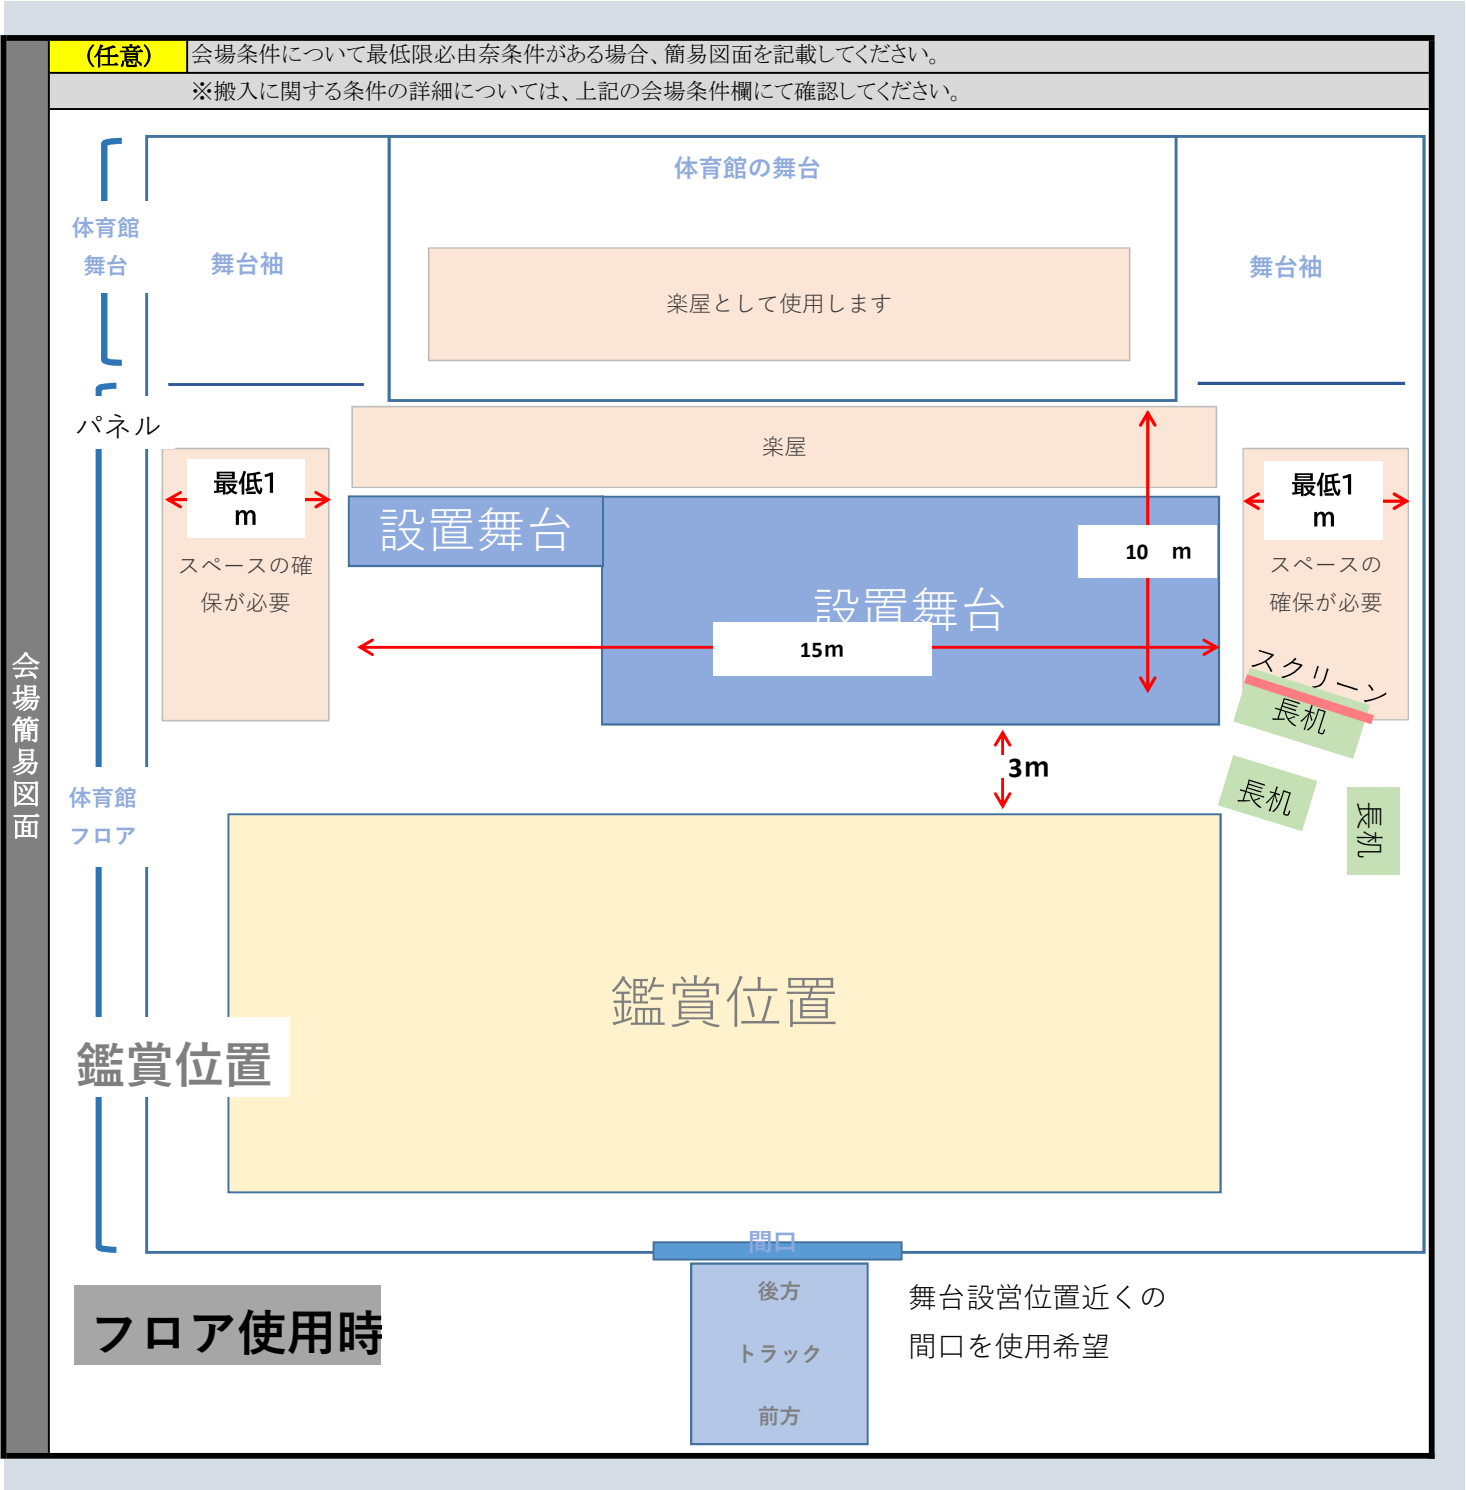 (任意)
会場条件について最低限必由奈条件がある場合、簡易図面を記載してください。
※搬入に関する条件の詳細については、上記の会場条件欄にて確認してください。
会場簡易図面
体育館の舞台
体育館
舞台
舞台袖
舞台袖
楽屋として使用します
パネル
楽屋
最低1
m
スペースの確
保が必要
設置舞台
設置舞台
10 m
15m
最低1
m
スペースの
確保が必要
スクリーン
長机
長机
長机
3m
体育館
フロア
鑑賞位置
鑑賞位置
間口
後方
トラック
前方
フロア使用時
舞台設営位置近くの
間口を使用希望